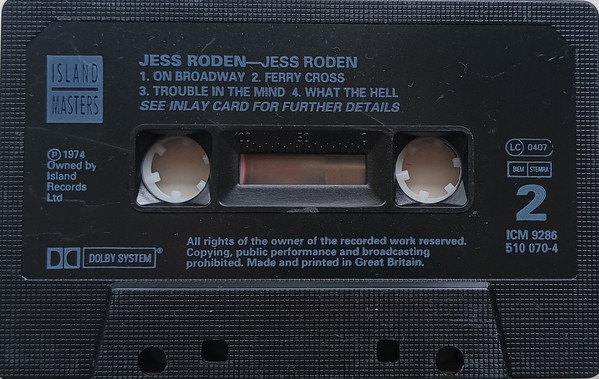 ISLAND
MASTERS
JESS RODEN—JESS RODEN
1. ON BROADWAY 2. FERRY CROSS
3. TROUBLE IN THE MIND 4. WHAT THE HELL
SEE INLAY CARD FOR FURTHER DETAILS
Ⓟ 1974
Owned by
Island
Records
Ltd
100 50 0
LC 0407
BIEM STEMRA
2
ICM 9286
510 070-4
DOLBY SYSTEM®
All rights of the owner of the recorded work reserved.
Copying, public performance and broadcasting
prohibited. Made and printed in Great Britain.